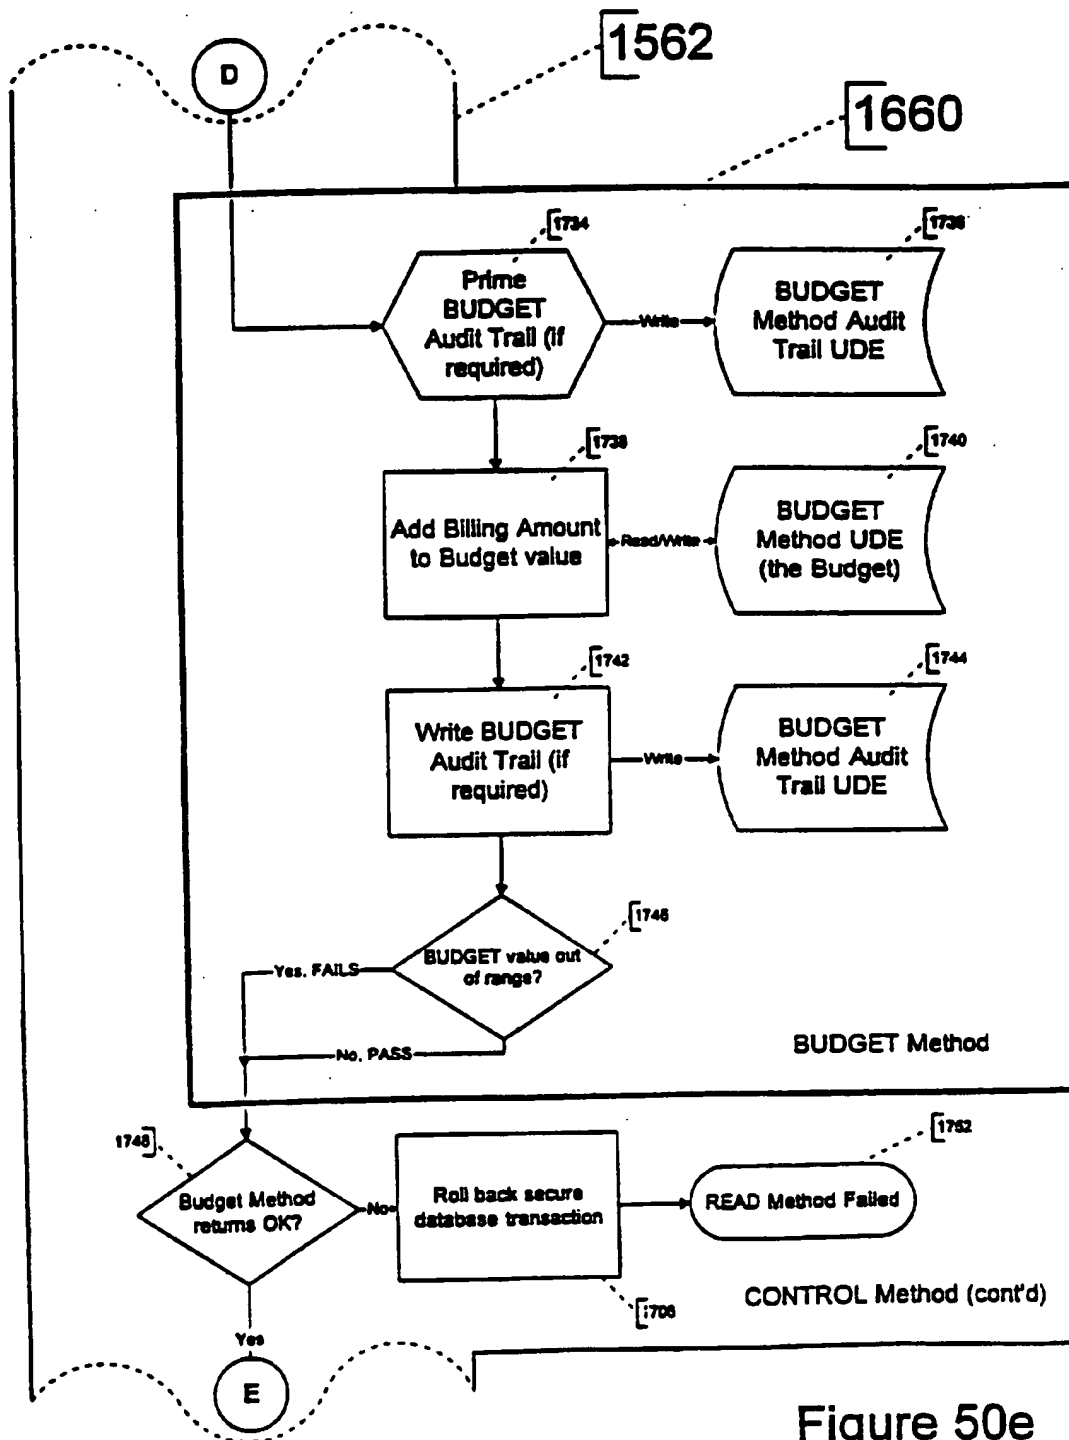 1562
D
1660
1734
Prime
BUDGET
Audit Trail (if
required)
Write
1736
BUDGET
Method Audit
Trail UDE
1738
Add Billing Amount
to Budget value
Read/Write
1740
BUDGET
Method UDE
(the Budget)
1742
Write BUDGET
Audit Trail (if
required)
Write
1744
BUDGET
Method Audit
Trail UDE
1746
BUDGET value out
of range?
Yes, FAILS
No, PASS
BUDGET Method
1748
Budget Method
returns OK?
No
Roll back secure
database transaction
1752
READ Method Failed
CONTROL Method (cont'd)
Yes
E
Figure 50e